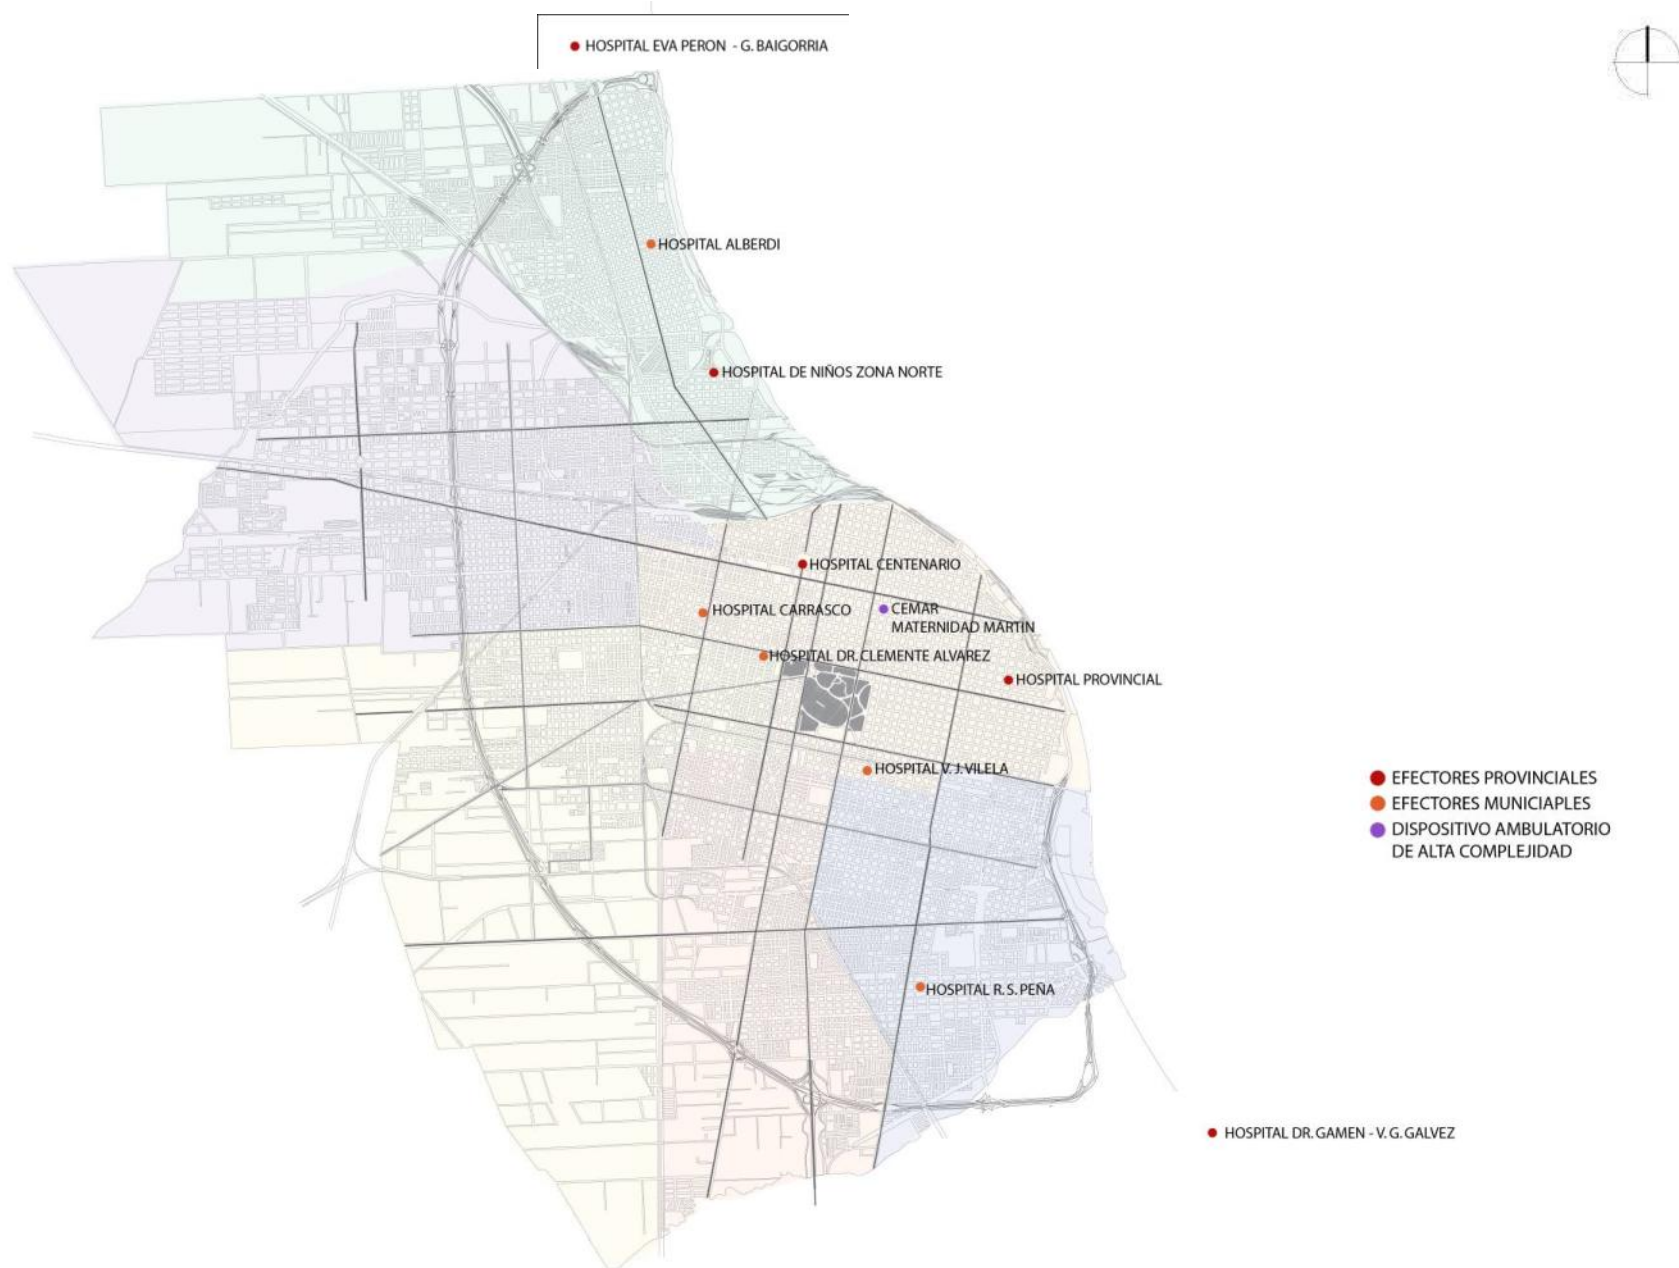 HOSPITAL EVA PERON - G. BAIGORRIA
HOSPITAL ALBERDI
HOSPITAL DE NIÑOS ZONA NORTE
HOSPITAL CENTENARIO
HOSPITAL CARRASCO
CEMAR
MATERNIDAD MARTIN
HOSPITAL DR. CLEMENTE ALVAREZ
HOSPITAL PROVINCIAL
HOSPITAL V. J. VILELA
EFECTORES PROVINCIALES
EFECTORES MUNICIAPLES
DISPOSITIVO AMBULATORIO
DE ALTA COMPLEJIDAD
HOSPITAL R. S. PEÑA
HOSPITAL DR. GAMEN - V. G. GALVEZ